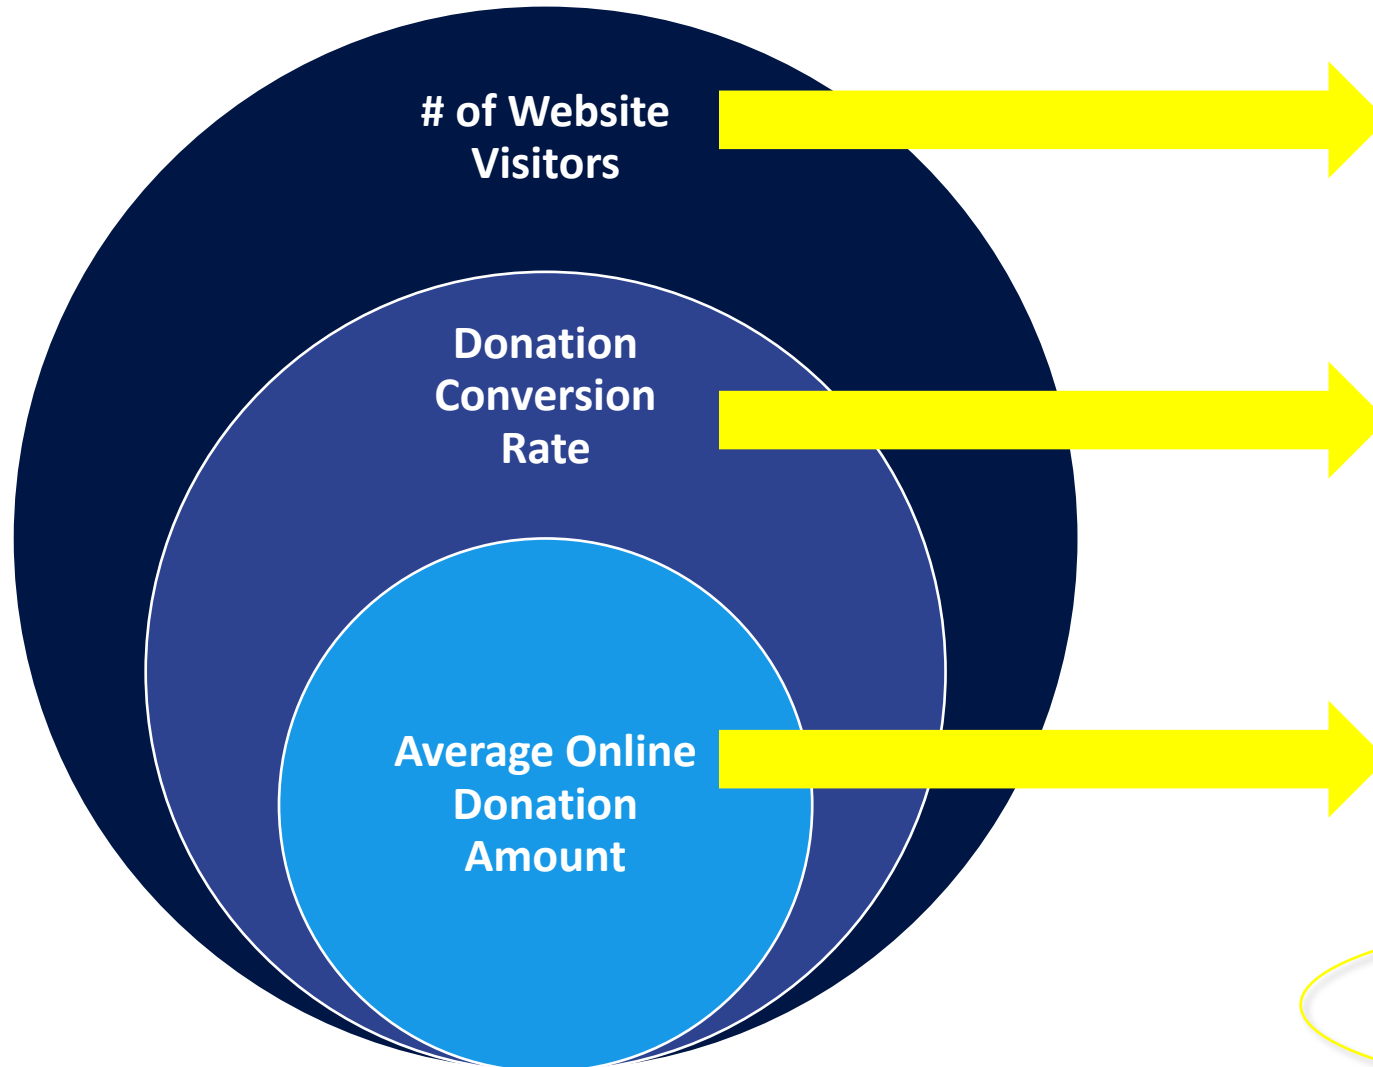 # of Website
Visitors
Donation
Conversion
Rate
Average Online
Donation
Amount